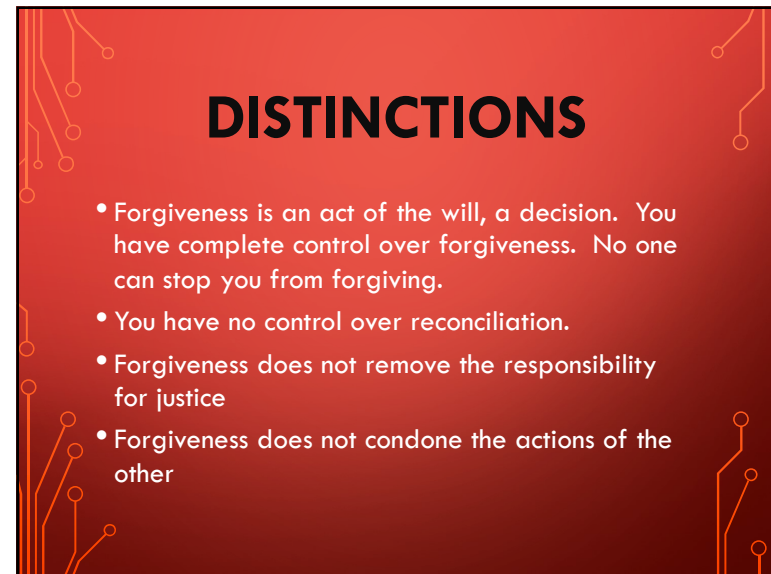 DISTINCTIONS
• Forgiveness is an act of the will, a decision.  You
have complete control over forgiveness.  No one
can stop you from forgiving.
• You have no control over reconciliation.
• Forgiveness does not remove the responsibility
for justice
• Forgiveness does not condone the actions of the
other